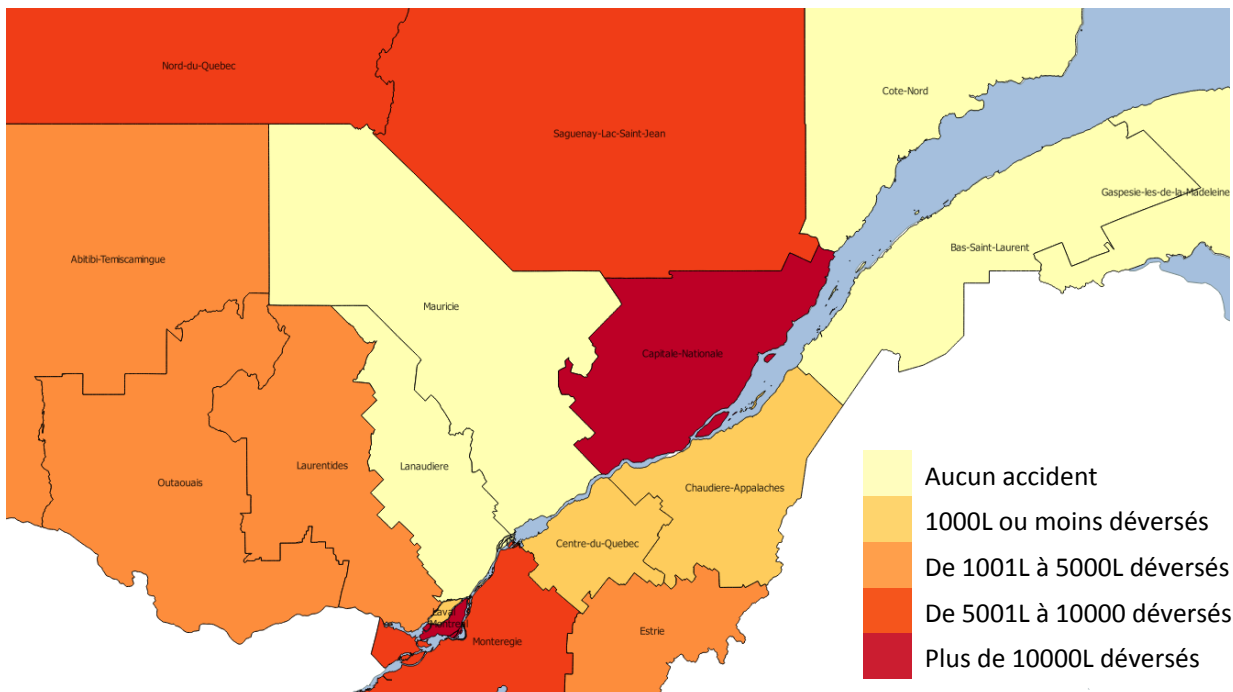 Nord-du-Quebec
Cote-Nord
Saguenay-Lac-Saint-Jean
Gaspesie-Iles-de-la-Madeleine
Bas-Saint-Laurent
Abitibi-Temiscamingue
Mauricie
Capitale-Nationale
Laurentides
Lanaudiere
Outaouais
Chaudiere-Appalaches
Centre-du-Quebec
Laval
Montreal
Monteregie
Estrie
Aucun accident
1000L ou moins déversés
De 1001L à 5000L déversés
De 5001L à 10000 déversés
Plus de 10000L déversés